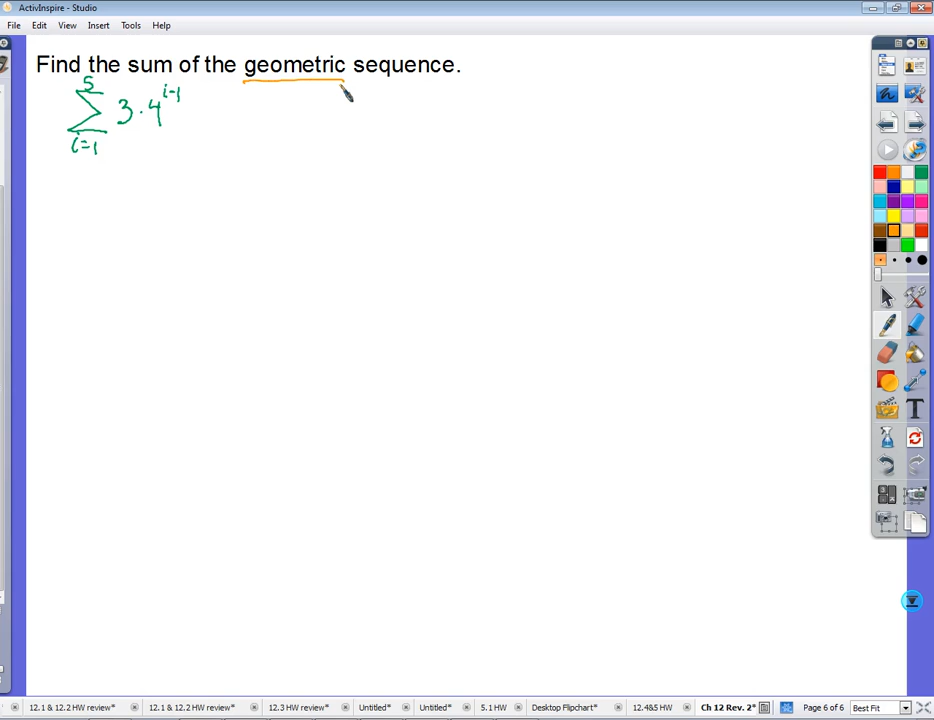 ActivInspire - Studio
File Edit View Insert Tools Help
Find the sum of the geometric sequence.
5
∑ 3 · 4^{i-1}
i=1
T
12.1 & 12.2 HW review* 12.1 & 12.2 HW review* 12.3 HW review* Untitled* Untitled* 5.1 HW Desktop Flipchart* 12.4&5 HW Ch 12 Rev. 2* Page 6 of 6 Best Fit